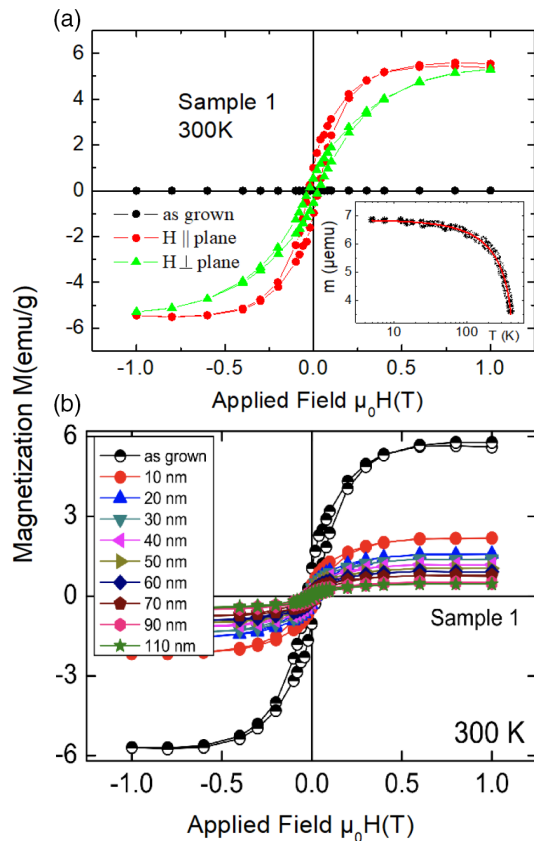 (a)
6
4
2
0
-2
-4
-6
Sample 1
300K
as grown
H || plane
H ⊥ plane
7
6
5
4
m (μemu)
10
100
T (K)
-1.0
-0.5
0.0
0.5
1.0
Applied Field μ0H(T)
Magnetization M(emu/g)
(b)
6
3
0
-3
-6
as grown
10 nm
20 nm
30 nm
40 nm
50 nm
60 nm
70 nm
90 nm
110 nm
Sample 1
300 K
-1.0
-0.5
0.0
0.5
1.0
Applied Field μ0H(T)